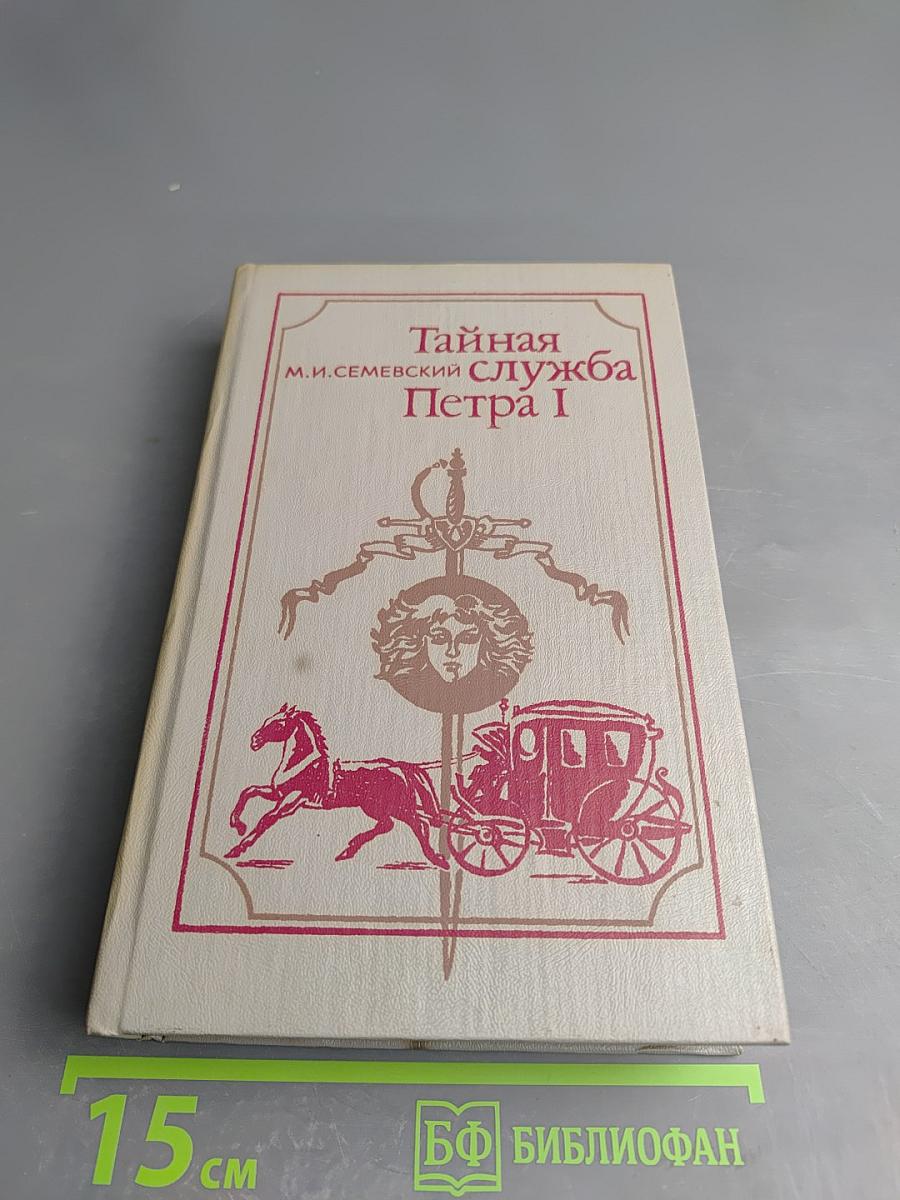 Тайная
М.И.СЕМЕВСКИЙ служба
Петра I
15 см
БФ БИБЛИОФАН